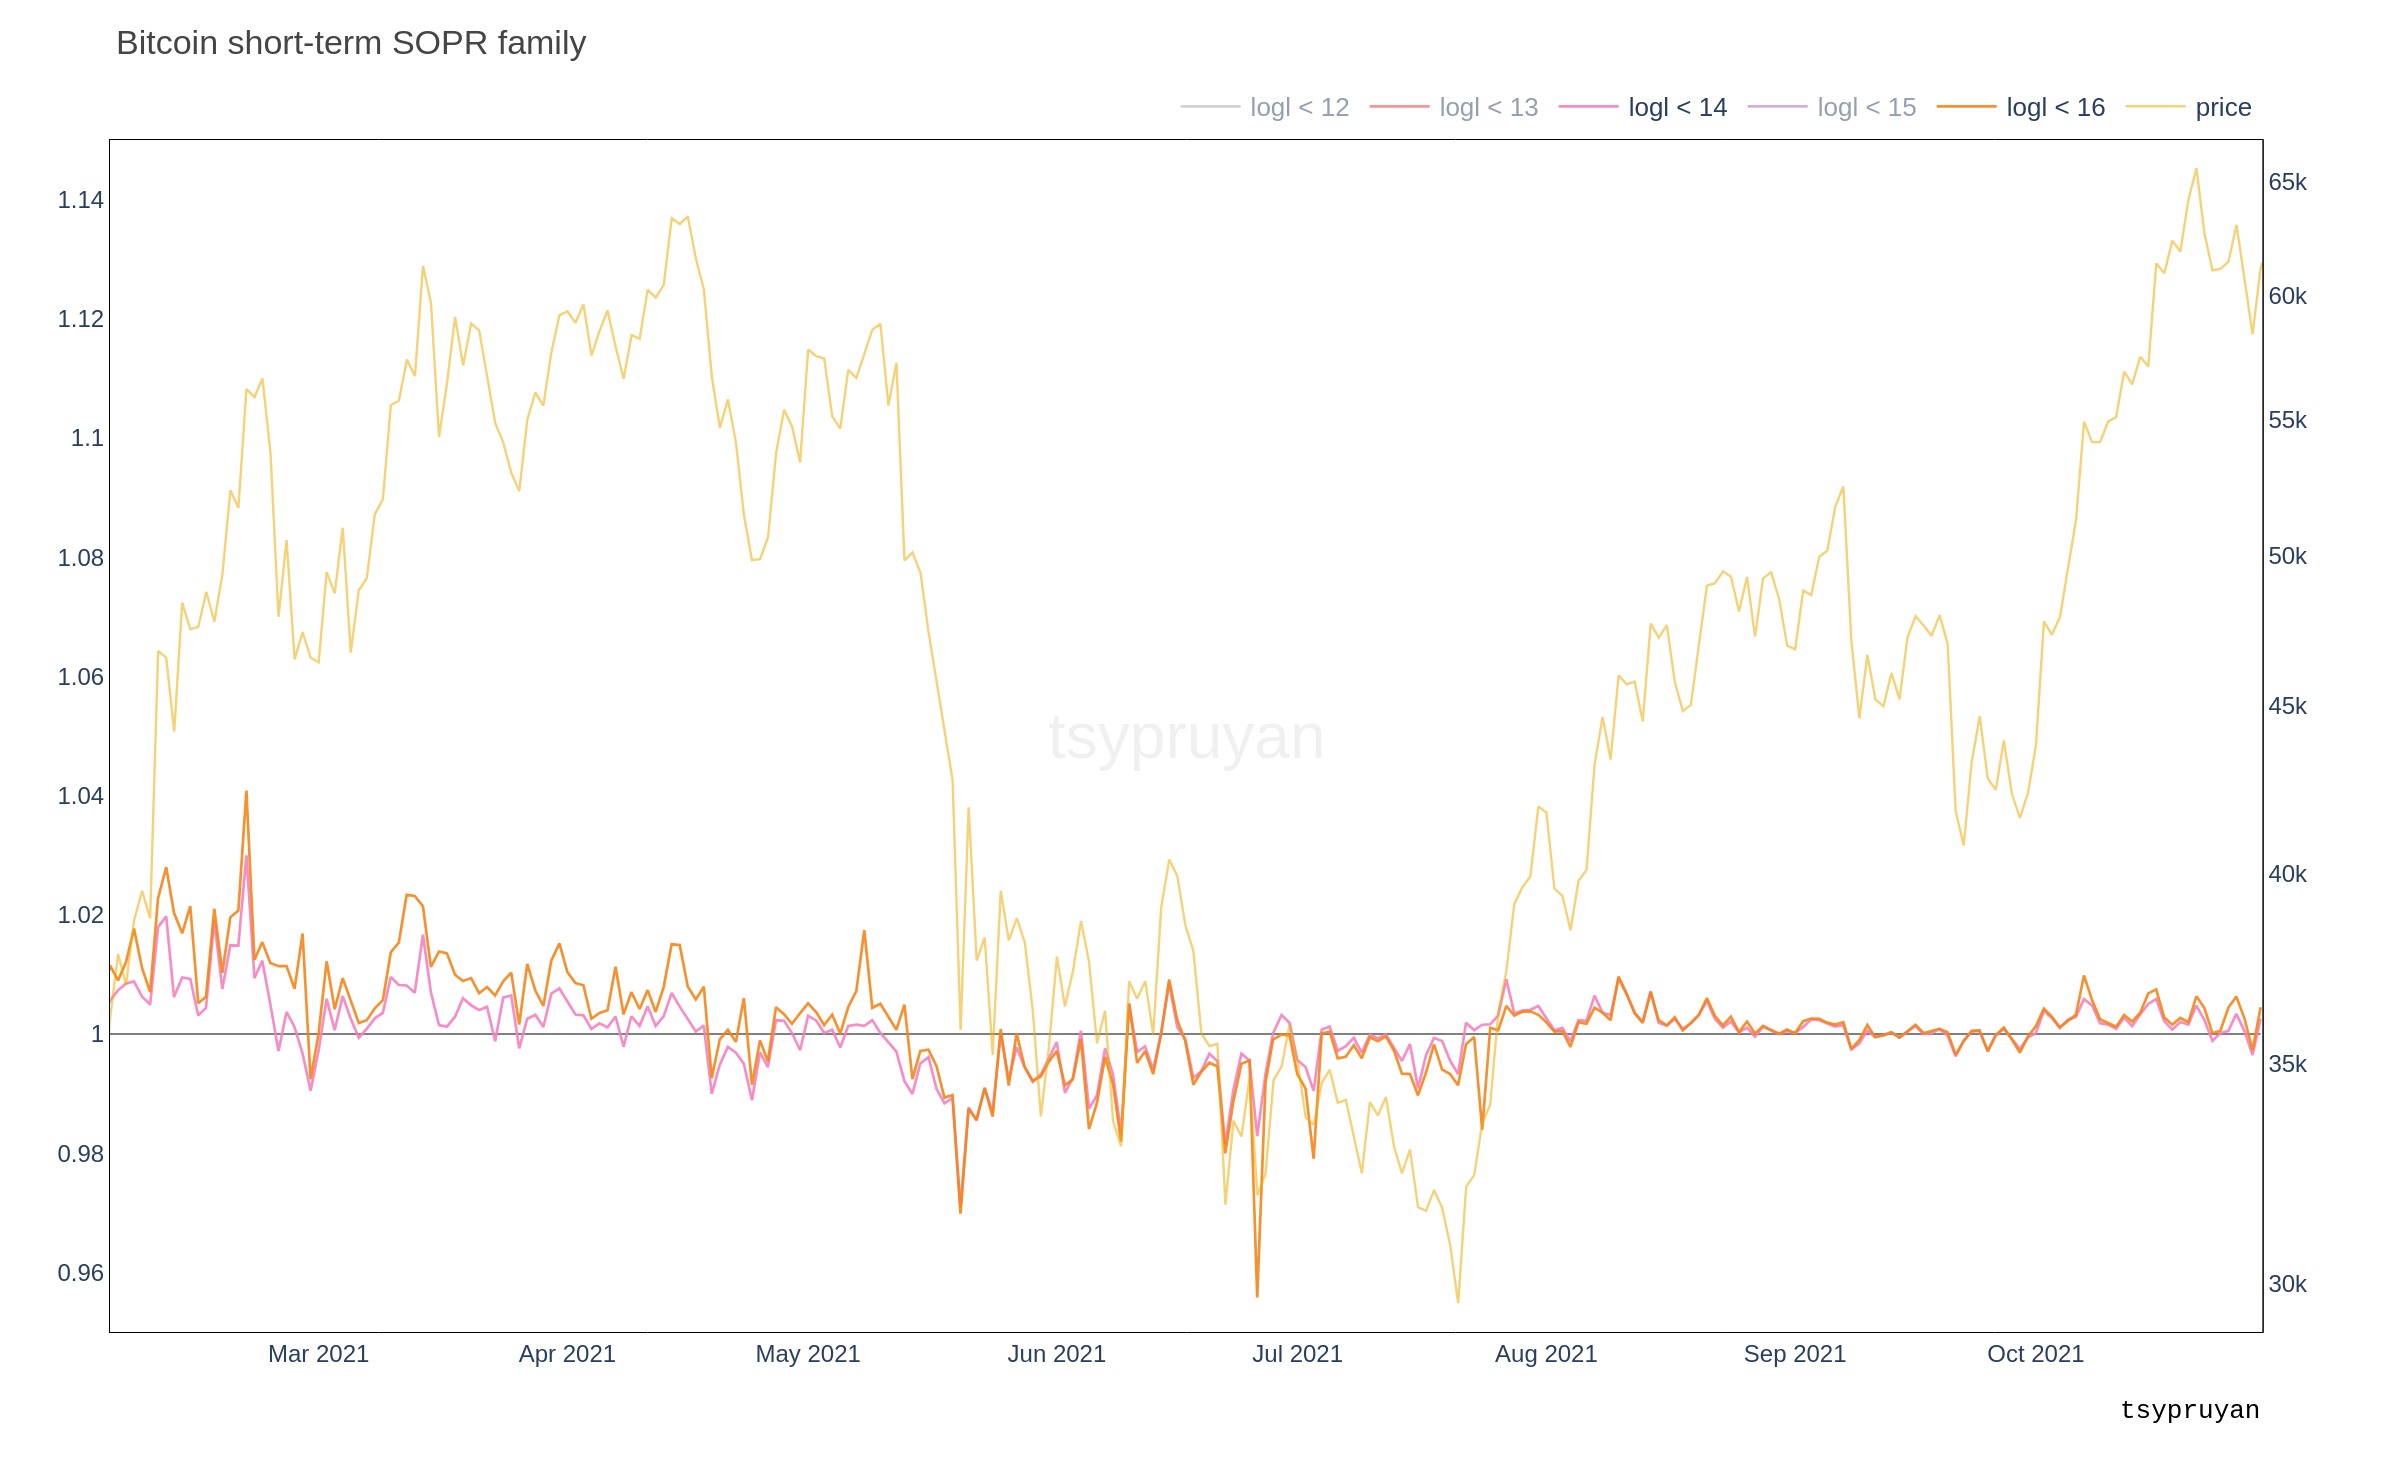 Bitcoin short-term SOPR family
logl < 12 logl < 13 logl < 14 logl < 15 logl < 16 price
1.14
1.12
1.1
1.08
1.06
1.04
1.02
1
0.98
0.96
65k
60k
55k
50k
45k
40k
35k
30k
tsypruyan
Mar 2021 Apr 2021 May 2021 Jun 2021 Jul 2021 Aug 2021 Sep 2021 Oct 2021
tsypruyan